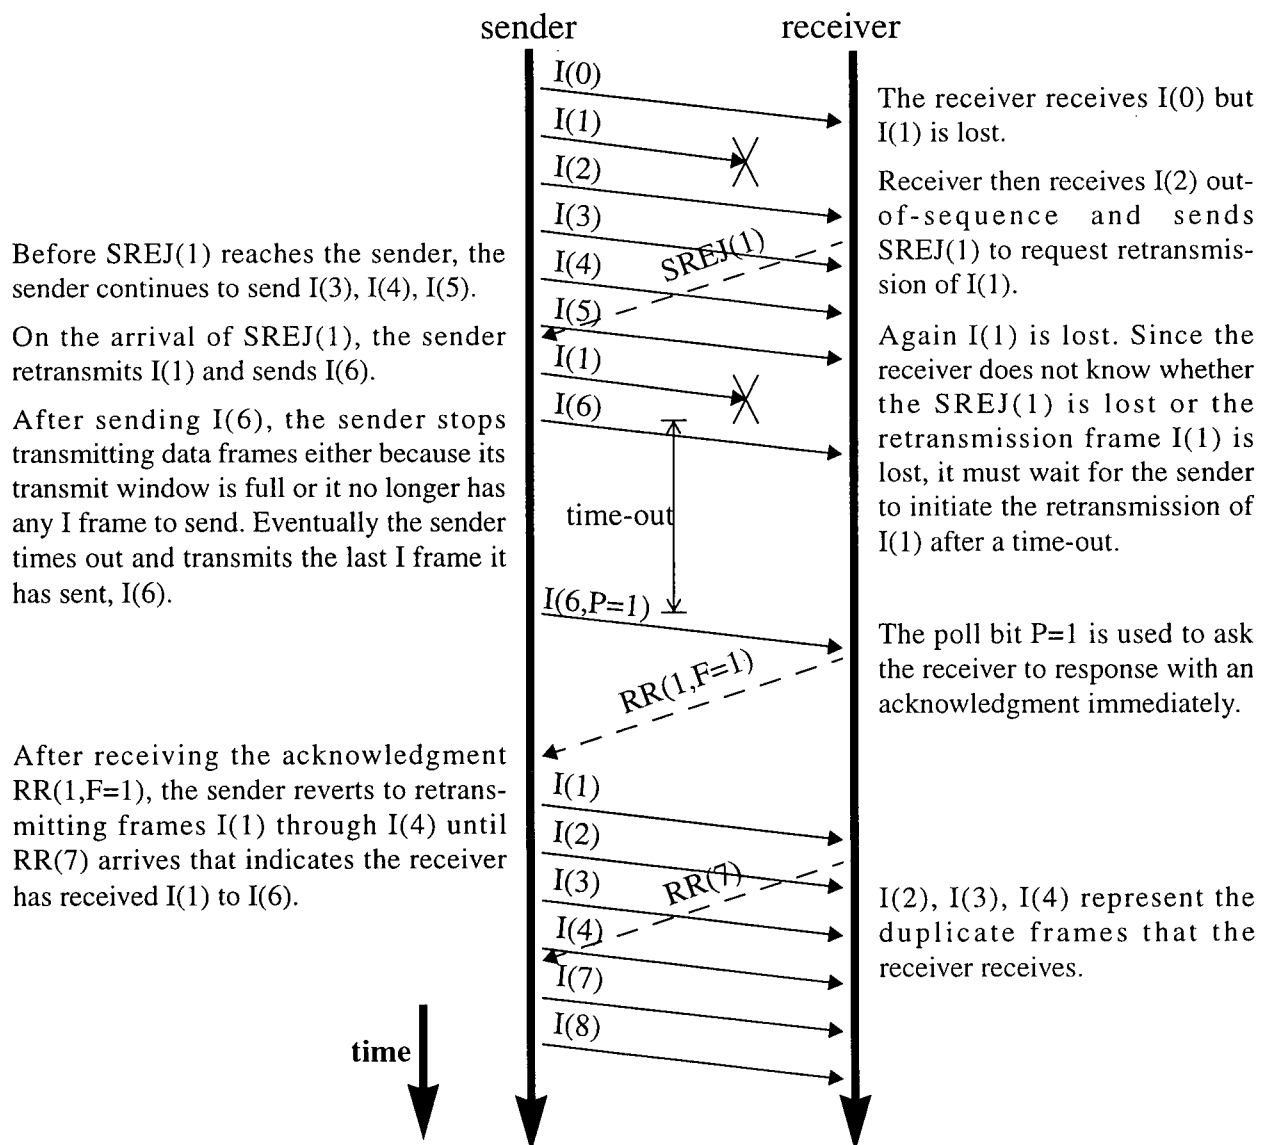 sender
receiver
I(0)
I(1)
I(2)
I(3)
SREJ(1)
I(4)
I(5)
I(1)
I(6)
time-out
I(6,P=1)
RR(1,F=1)
I(1)
I(2)
I(3)
RR(7)
I(4)
I(7)
I(8)
time
Before SREJ(1) reaches the sender, the
sender continues to send I(3), I(4), I(5).
On the arrival of SREJ(1), the sender
retransmits I(1) and sends I(6).
After sending I(6), the sender stops
transmitting data frames either because its
transmit window is full or it no longer has
any I frame to send. Eventually the sender
times out and transmits the last I frame it
has sent, I(6).
After receiving the acknowledgment
RR(1,F=1), the sender reverts to retrans-
mitting frames I(1) through I(4) until
RR(7) arrives that indicates the receiver
has received I(1) to I(6).
The receiver receives I(0) but
I(1) is lost.
Receiver then receives I(2) out-
of-sequence and sends
SREJ(1) to request retransmis-
sion of I(1).
Again I(1) is lost. Since the
receiver does not know whether
the SREJ(1) is lost or the
retransmission frame I(1) is
lost, it must wait for the sender
to initiate the retransmission of
I(1) after a time-out.
The poll bit P=1 is used to ask
the receiver to response with an
acknowledgment immediately.
I(2), I(3), I(4) represent the
duplicate frames that the
receiver receives.